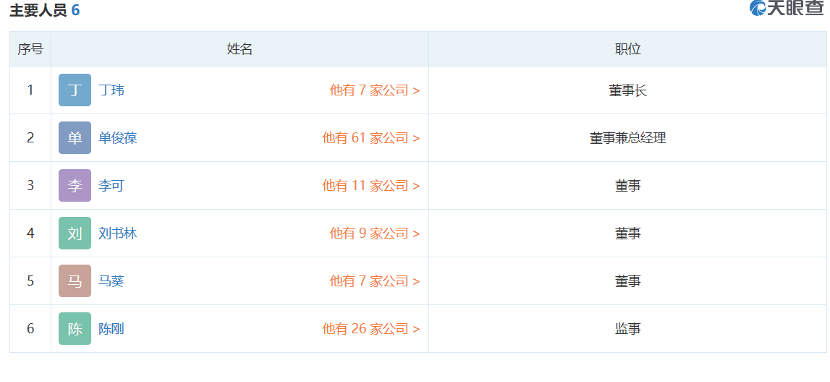 主要人员 6
天眼查
序号 姓名 职位
1 丁 丁玮 他有 7 家公司 > 董事长
2 单 单俊葆 他有 61 家公司 > 董事兼总经理
3 李 李可 他有 11 家公司 > 董事
4 刘 刘书林 他有 9 家公司 > 董事
5 马 马葵 他有 7 家公司 > 董事
6 陈 陈刚 他有 26 家公司 > 监事